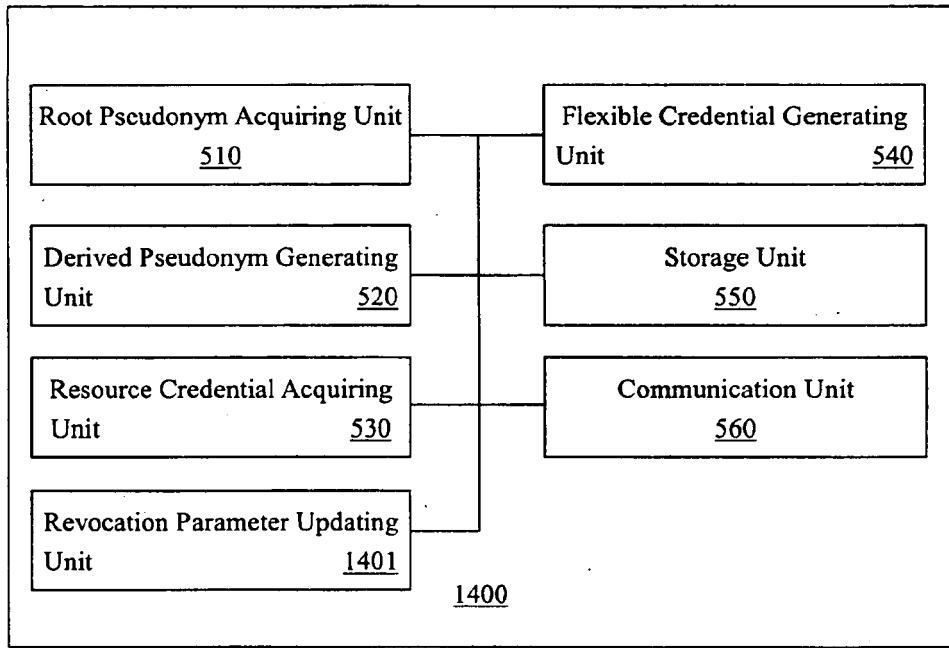 Root Pseudonym Acquiring Unit
510
Flexible Credential Generating
Unit 540
Derived Pseudonym Generating
Unit 520
Storage Unit
550
Resource Credential Acquiring
Unit 530
Communication Unit
560
Revocation Parameter Updating
Unit 1401
1400